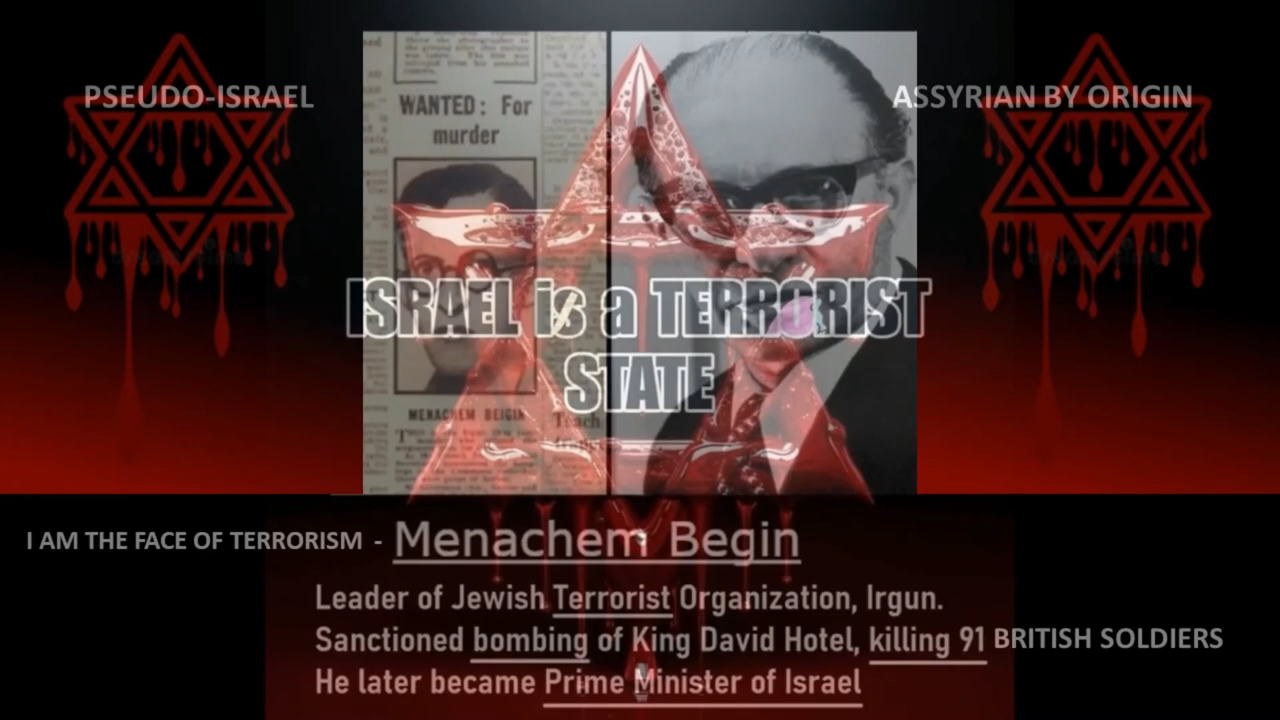 PSEUDO-ISRAEL
ASSYRIAN BY ORIGIN
WANTED: For
murder
ISRAEL is a TERRORIST
STATE
MENACHEM BEIGIN
I AM THE FACE OF TERRORISM - Menachem Begin
Leader of Jewish Terrorist Organization, Irgun.
Sanctioned bombing of King David Hotel, killing 91 BRITISH SOLDIERS
He later became Prime Minister of Israel